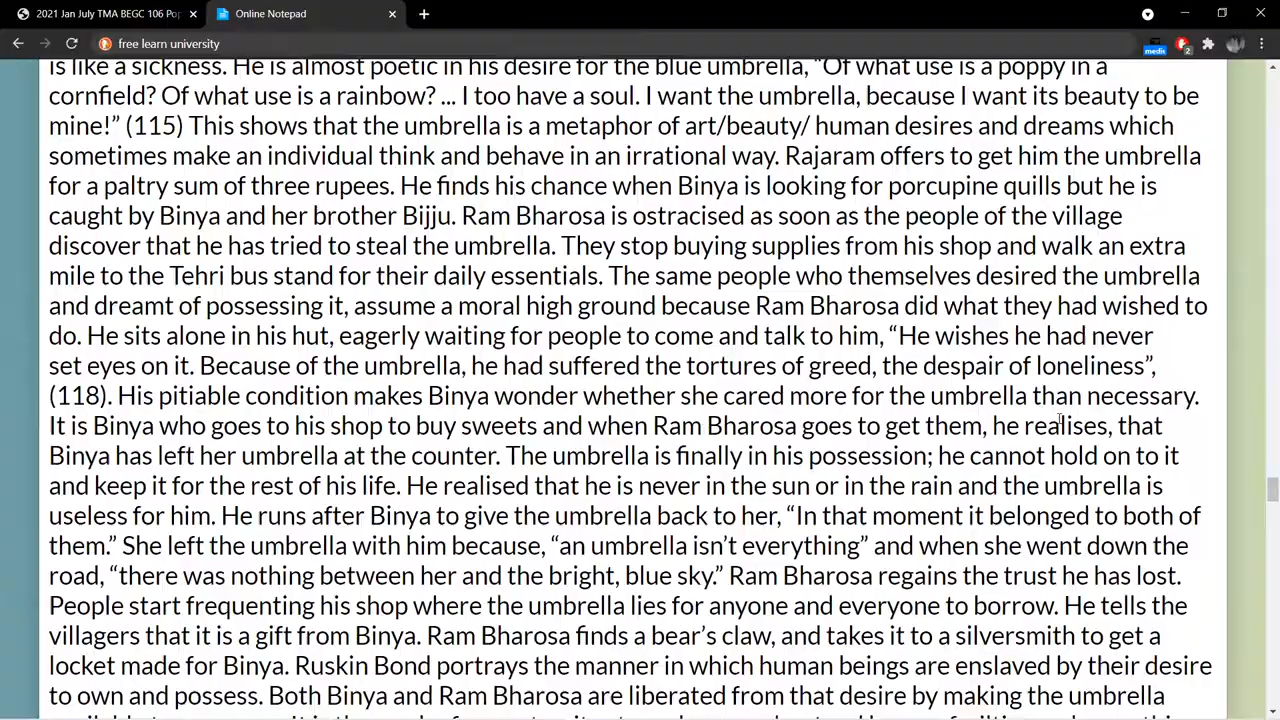 2021 Jan July TMA BEGC 106 Pop
Online Notepad
free learn university
2
is like a sickness. He is almost poetic in his desire for the blue umbrella, “Of what use is a poppy in a
cornfield? Of what use is a rainbow? ... I too have a soul. I want the umbrella, because I want its beauty to be
mine!” (115) This shows that the umbrella is a metaphor of art/beauty/ human desires and dreams which
sometimes make an individual think and behave in an irrational way. Rajaram offers to get him the umbrella
for a paltry sum of three rupees. He finds his chance when Binya is looking for porcupine quills but he is
caught by Binya and her brother Bijju. Ram Bharosa is ostracised as soon as the people of the village
discover that he has tried to steal the umbrella. They stop buying supplies from his shop and walk an extra
mile to the Tehri bus stand for their daily essentials. The same people who themselves desired the umbrella
and dreamt of possessing it, assume a moral high ground because Ram Bharosa did what they had wished to
do. He sits alone in his hut, eagerly waiting for people to come and talk to him, “He wishes he had never
set eyes on it. Because of the umbrella, he had suffered the tortures of greed, the despair of loneliness”,
(118). His pitiable condition makes Binya wonder whether she cared more for the umbrella than necessary.
It is Binya who goes to his shop to buy sweets and when Ram Bharosa goes to get them, he realises, that
Binya has left her umbrella at the counter. The umbrella is finally in his possession; he cannot hold on to it
and keep it for the rest of his life. He realised that he is never in the sun or in the rain and the umbrella is
useless for him. He runs after Binya to give the umbrella back to her, “In that moment it belonged to both of
them.” She left the umbrella with him because, “an umbrella isn’t everything” and when she went down the
road, “there was nothing between her and the bright, blue sky.” Ram Bharosa regains the trust he has lost.
People start frequenting his shop where the umbrella lies for anyone and everyone to borrow. He tells the
villagers that it is a gift from Binya. Ram Bharosa finds a bear’s claw, and takes it to a silversmith to get a
locket made for Binya. Ruskin Bond portrays the manner in which human beings are enslaved by their desire
to own and possess. Both Binya and Ram Bharosa are liberated from that desire by making the umbrella